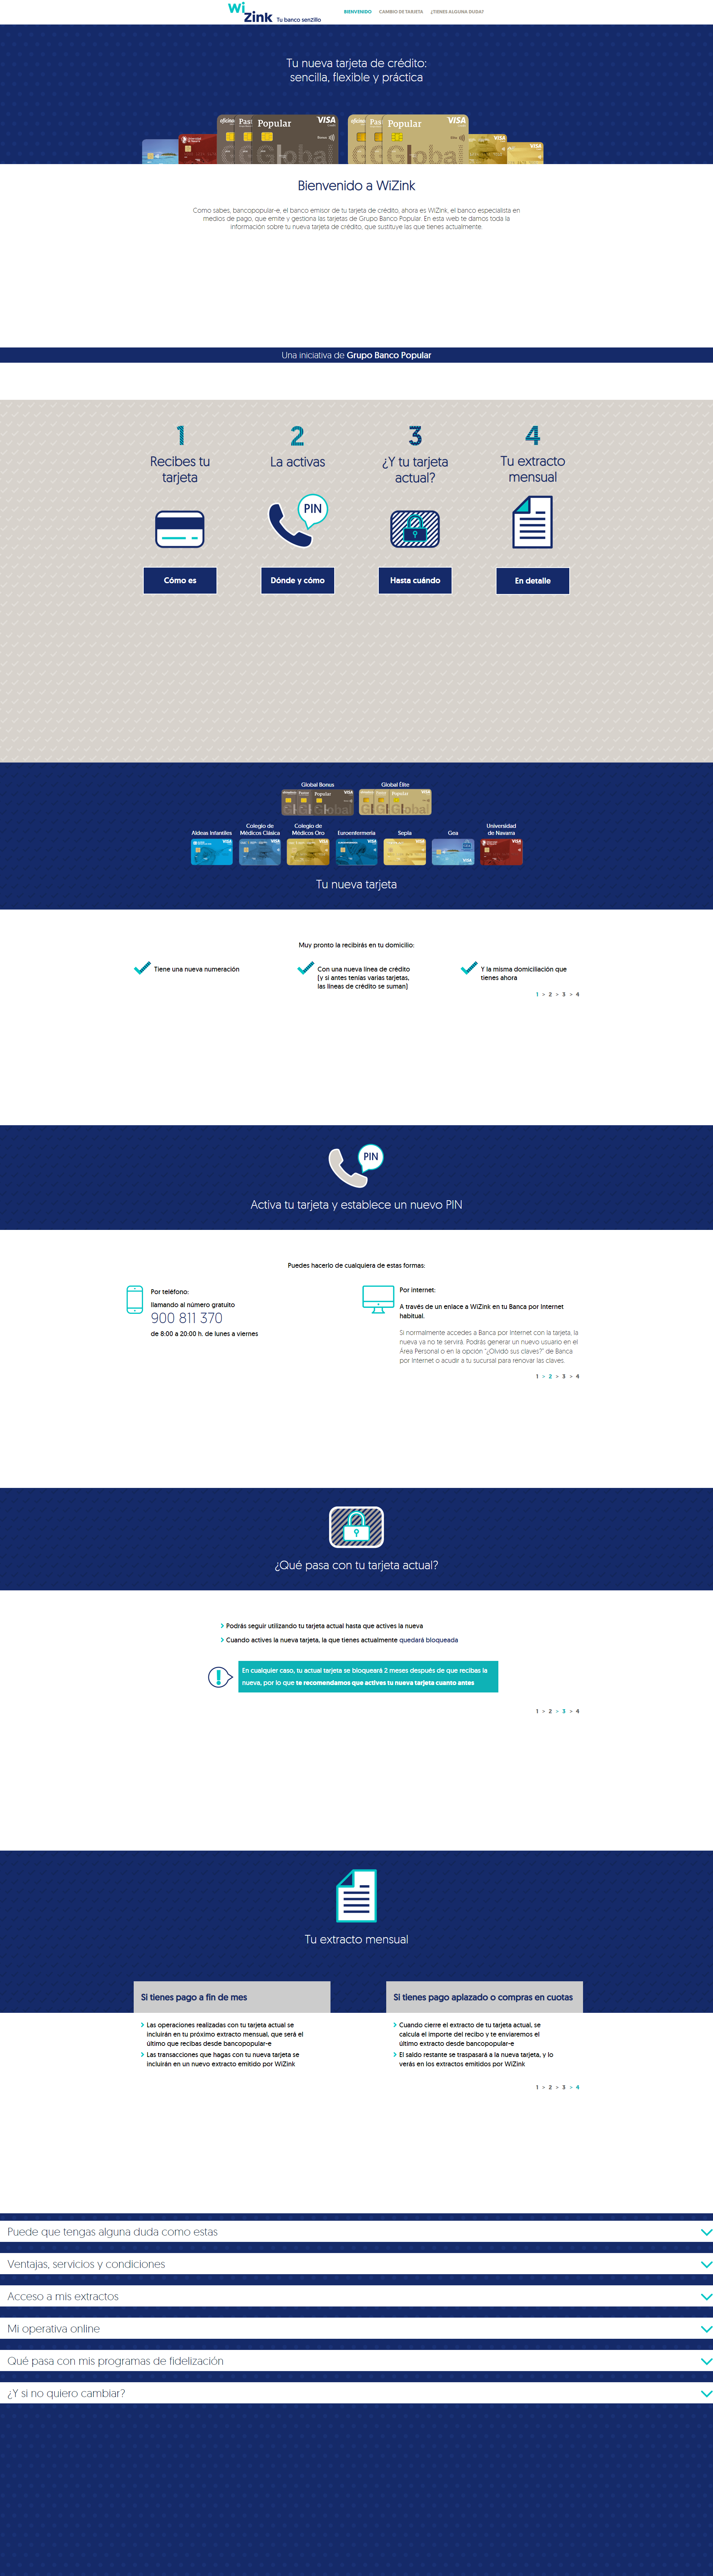 Wi
Zink Tu banco sencillo
BIENVENIDO CAMBIO DE TARJETA ¿TIENES ALGUNA DUDA?
Tu nueva tarjeta de crédito:
sencilla, flexible y práctica
Popular VISA
Global
Popular VISA
Global
VISA
VISA
Bienvenido a WiZink
Como sabes, bancopopular-e, el banco emisor de tu tarjeta de crédito, ahora es WiZink, el banco especialista en
medios de pago, que emite y gestiona las tarjetas de Grupo Banco Popular. En esta web te damos toda la
información sobre tu nueva tarjeta de crédito, que sustituye las que tienes actualmente.
Una iniciativa de Grupo Banco Popular
1
Recibes tu
tarjeta
Cómo es
2
La activas
PIN
Dónde y cómo
3
¿Y tu tarjeta
actual?
Hasta cuándo
4
Tu extracto
mensual
En detalle
Global Bonus
Global Élite
Aldeas Infantiles
Colegio de
Médicos Clásica
Colegio de
Médicos Oro
Euroenfermería
Sepla
Gea
Universidad
de Navarra
Tu nueva tarjeta
Muy pronto la recibirás en tu domicilio:
Tiene una nueva numeración
Con una nueva línea de crédito
(y si antes tenías varias tarjetas,
las líneas de crédito se suman)
Y la misma domiciliación que
tienes ahora
1 > 2 > 3 > 4
PIN
Activa tu tarjeta y establece un nuevo PIN
Puedes hacerlo de cualquiera de estas formas:
Por teléfono:
llamando al número gratuito
900 811 370
de 8:00 a 20:00 h. de lunes a viernes
Por internet:
A través de un enlace a WiZink en tu Banca por Internet
habitual.
Si normalmente accedes a Banca por Internet con la tarjeta, la
nueva ya no te servirá. Podrás generar un nuevo usuario en el
Área Personal o en la opción "¿Olvidó sus claves?" de Banca
por Internet o acudir a tu sucursal para renovar las claves.
1 > 2 > 3 > 4
¿Qué pasa con tu tarjeta actual?
Podrás seguir utilizando tu tarjeta actual hasta que actives la nueva
Cuando actives la nueva tarjeta, la que tienes actualmente quedará bloqueada
En cualquier caso, tu actual tarjeta se bloqueará 2 meses después de que recibas la
nueva, por lo que te recomendamos que actives tu nueva tarjeta cuanto antes
1 > 2 > 3 > 4
Tu extracto mensual
Si tienes pago a fin de mes
Las operaciones realizadas con tu tarjeta actual se
incluirán en tu próximo extracto mensual, que será el
último que recibas desde bancopopular-e
Las transacciones que hagas con tu nueva tarjeta se
incluirán en un nuevo extracto emitido por WiZink
Si tienes pago aplazado o compras en cuotas
Cuando cierre el extracto de tu tarjeta actual, se
calcula el importe del recibo y te enviaremos el
último extracto desde bancopopular-e
El saldo restante se traspasará a la nueva tarjeta, y lo
verás en los extractos emitidos por WiZink
1 > 2 > 3 > 4
Puede que tengas alguna duda como estas
Ventajas, servicios y condiciones
Acceso a mis extractos
Mi operativa online
Qué pasa con mis programas de fidelización
¿Y si no quiero cambiar?